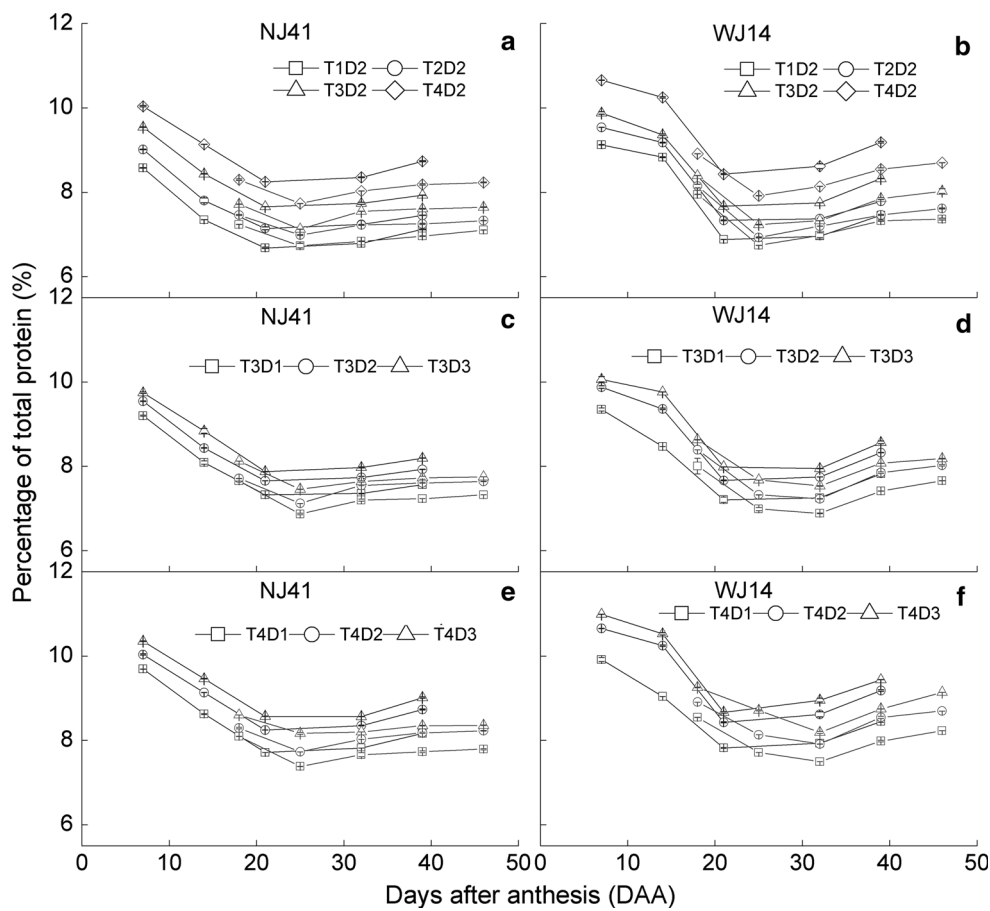 NJ41 a
T1D2 T2D2
T3D2 T4D2
WJ14 b
T1D2 T2D2
T3D2 T4D2
12
10
8
6
NJ41 c
T3D1 T3D2 T3D3
WJ14 d
T3D1 T3D2 T3D3
12
10
8
6
NJ41 e
T4D1 T4D2 T4D3
WJ14 f
T4D1 T4D2 T4D3
12
10
8
6
0 10 20 30 40 50 0 10 20 30 40 50
Percentage of total protein (%)
Days after anthesis (DAA)